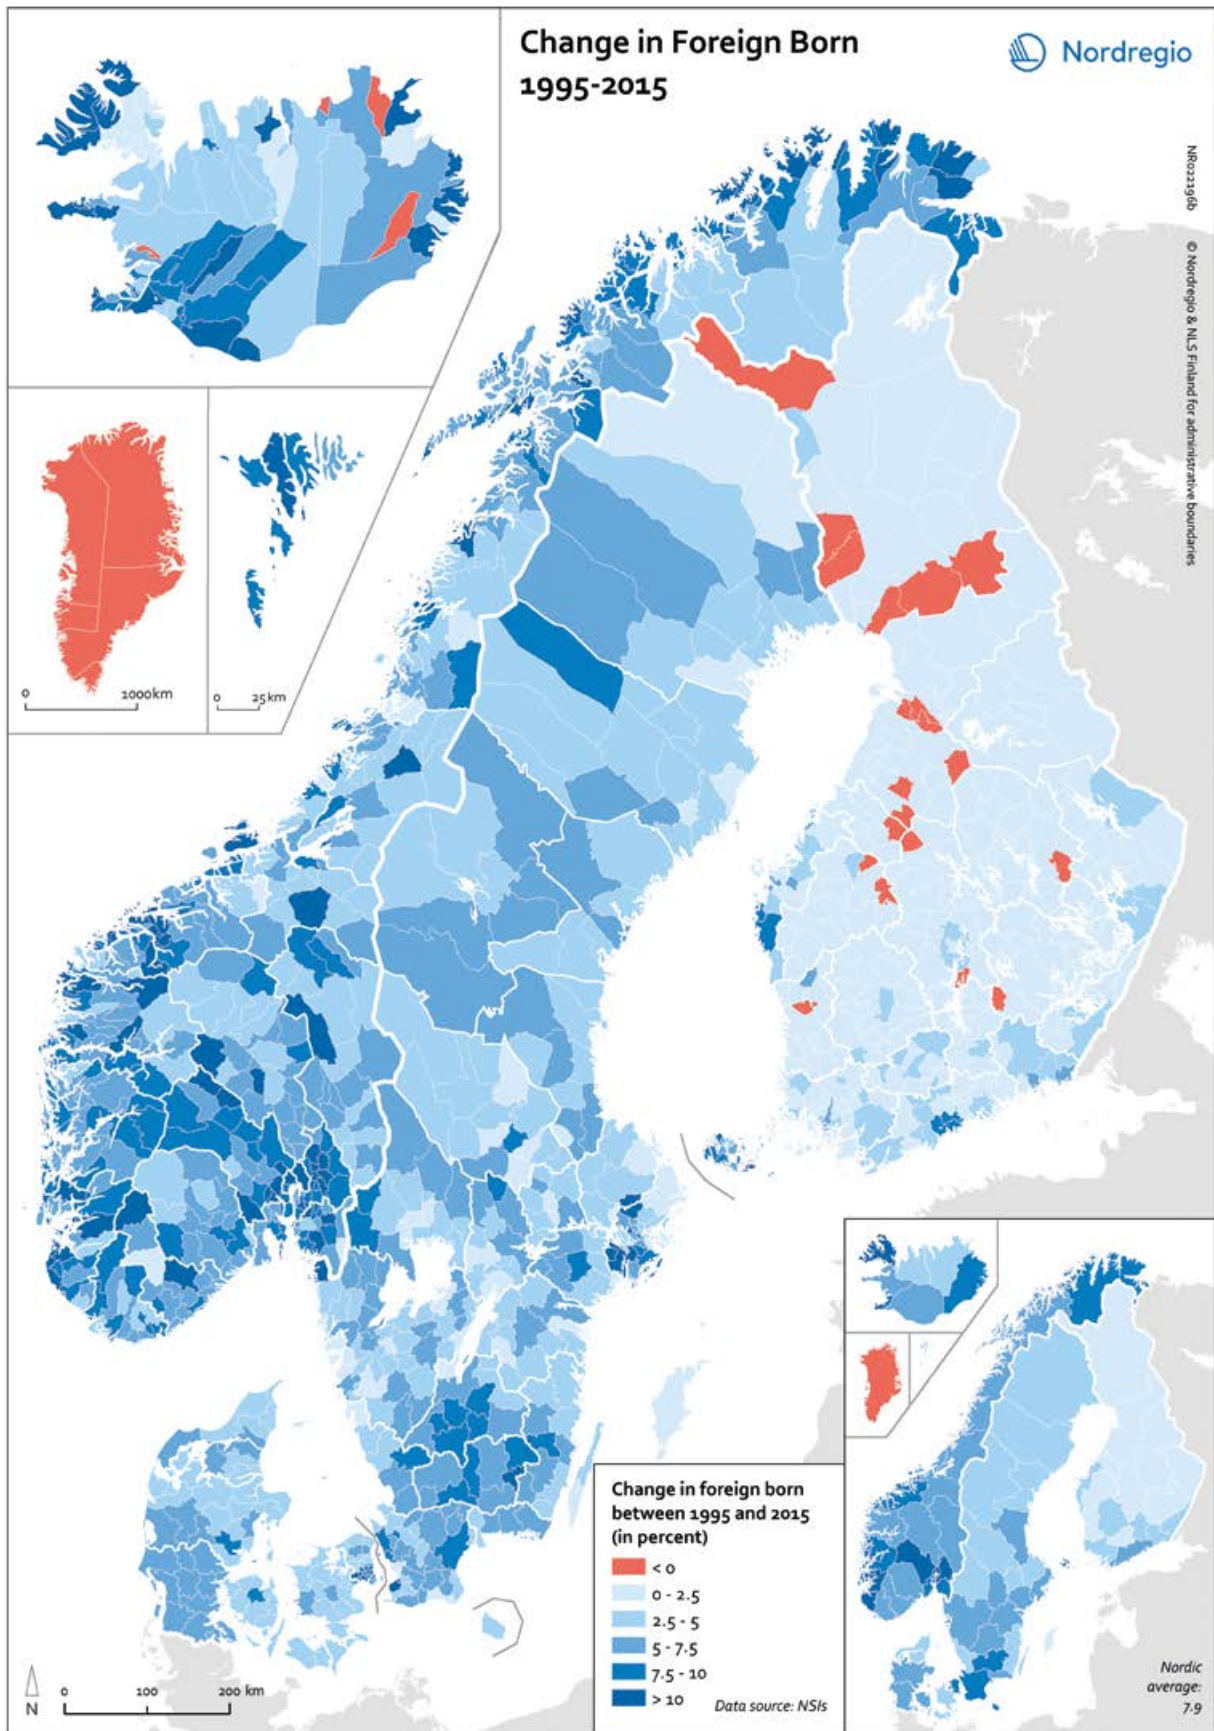 Change in Foreign Born
1995-2015
Nordregio
NR022196b © Nordregio & NLS Finland for administrative boundaries
0 1000km
0 25km
Change in foreign born
between 1995 and 2015
(in percent)
< 0
0 - 2.5
2.5 - 5
5 - 7.5
7.5 - 10
> 10
Data source: NSIs
N
0 100 200 km
Nordic
average:
7.9